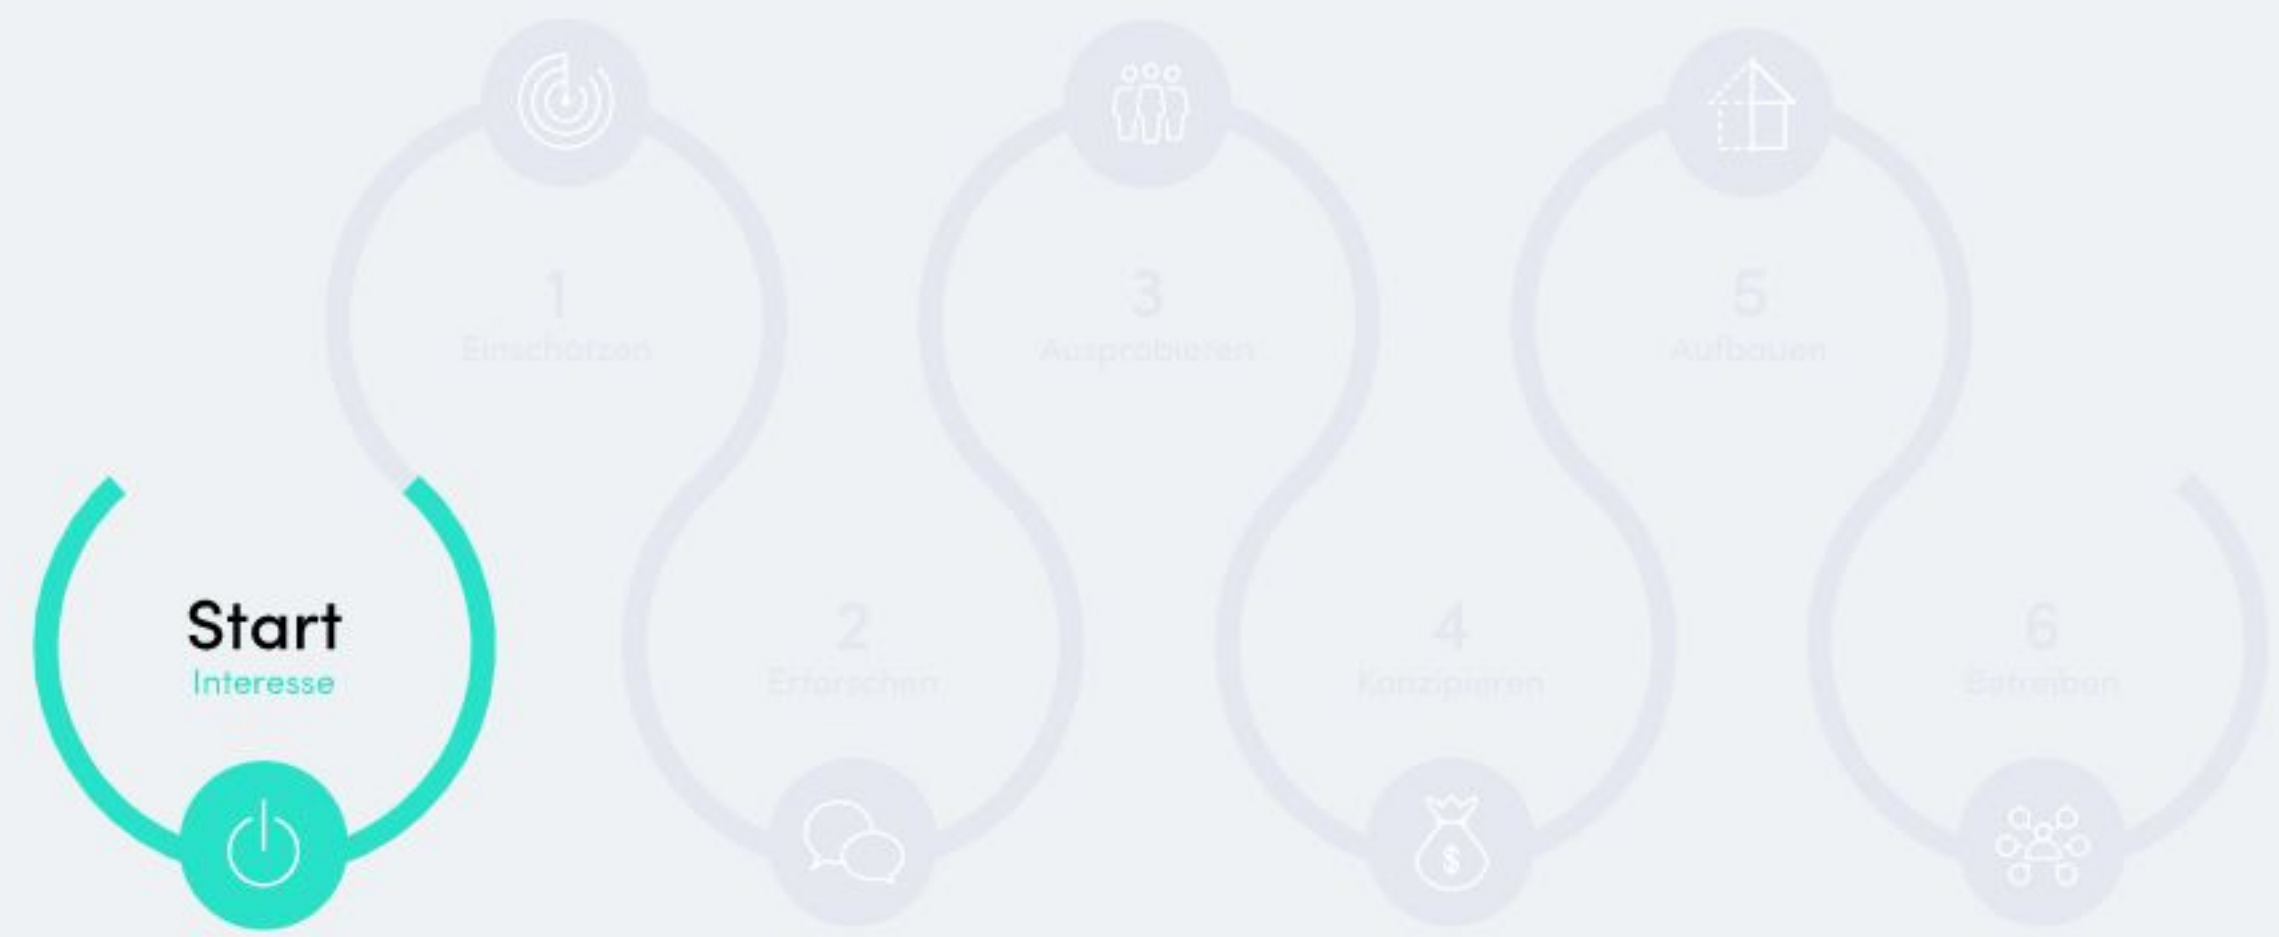 Start
Interesse
1
Einschätzen
2
Erforschen
3
Ausprobieren
4
Konzipieren
5
Aufbauen
6
Betreiben
$